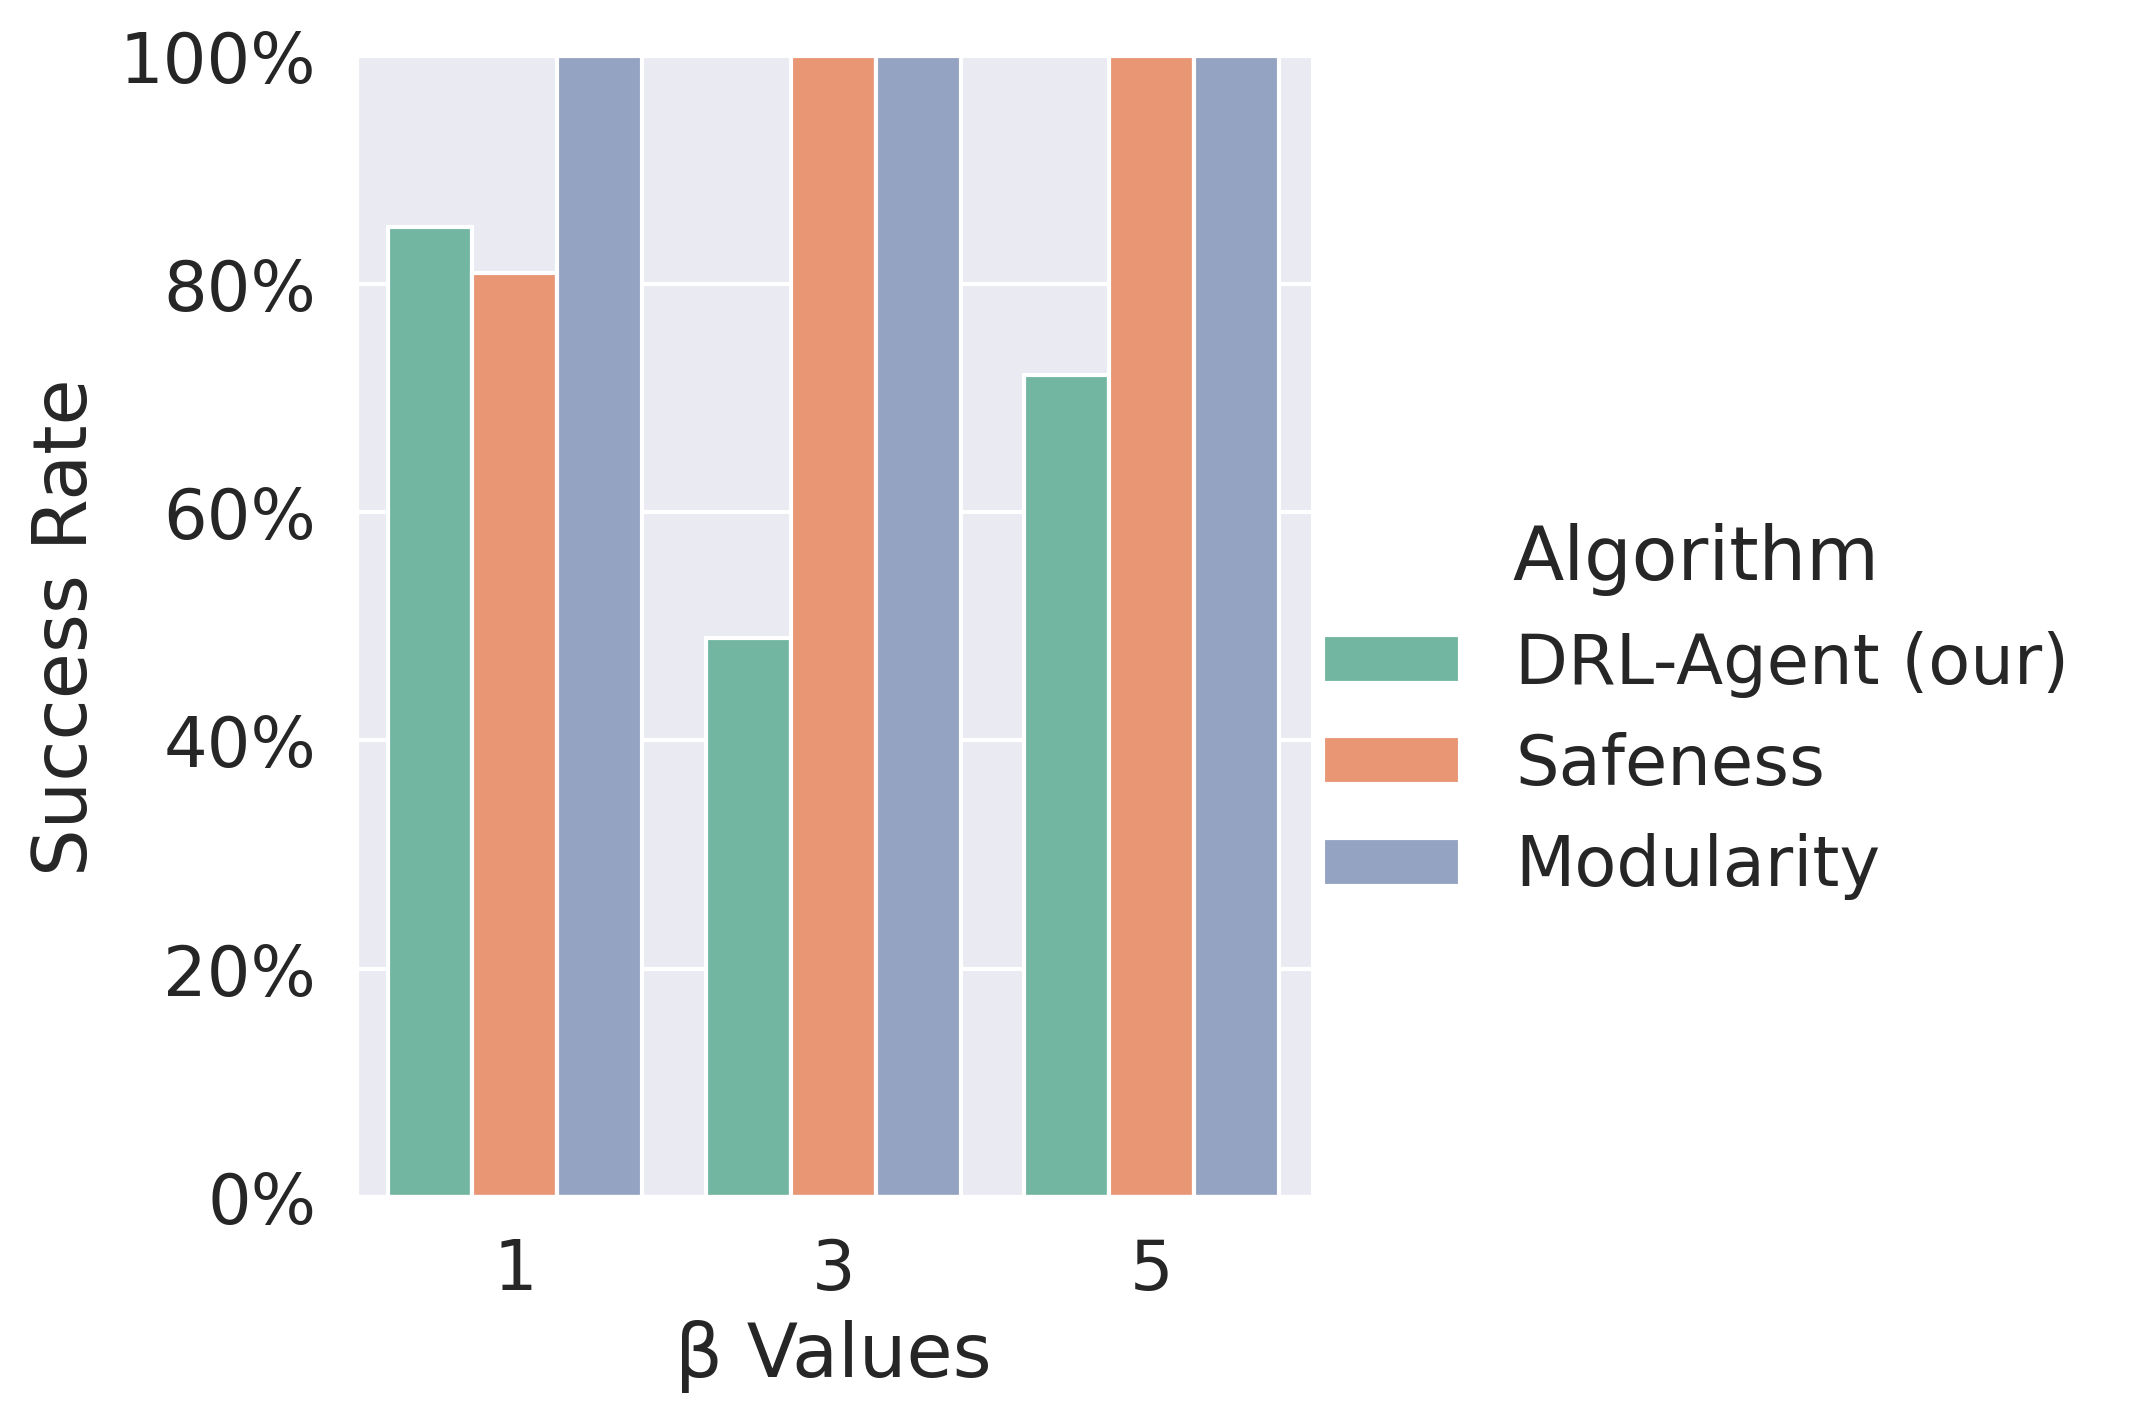 100%
80%
60%
40%
20%
0%
Success Rate
1 3 5
β Values
Algorithm
DRL-Agent (our)
Safeness
Modularity